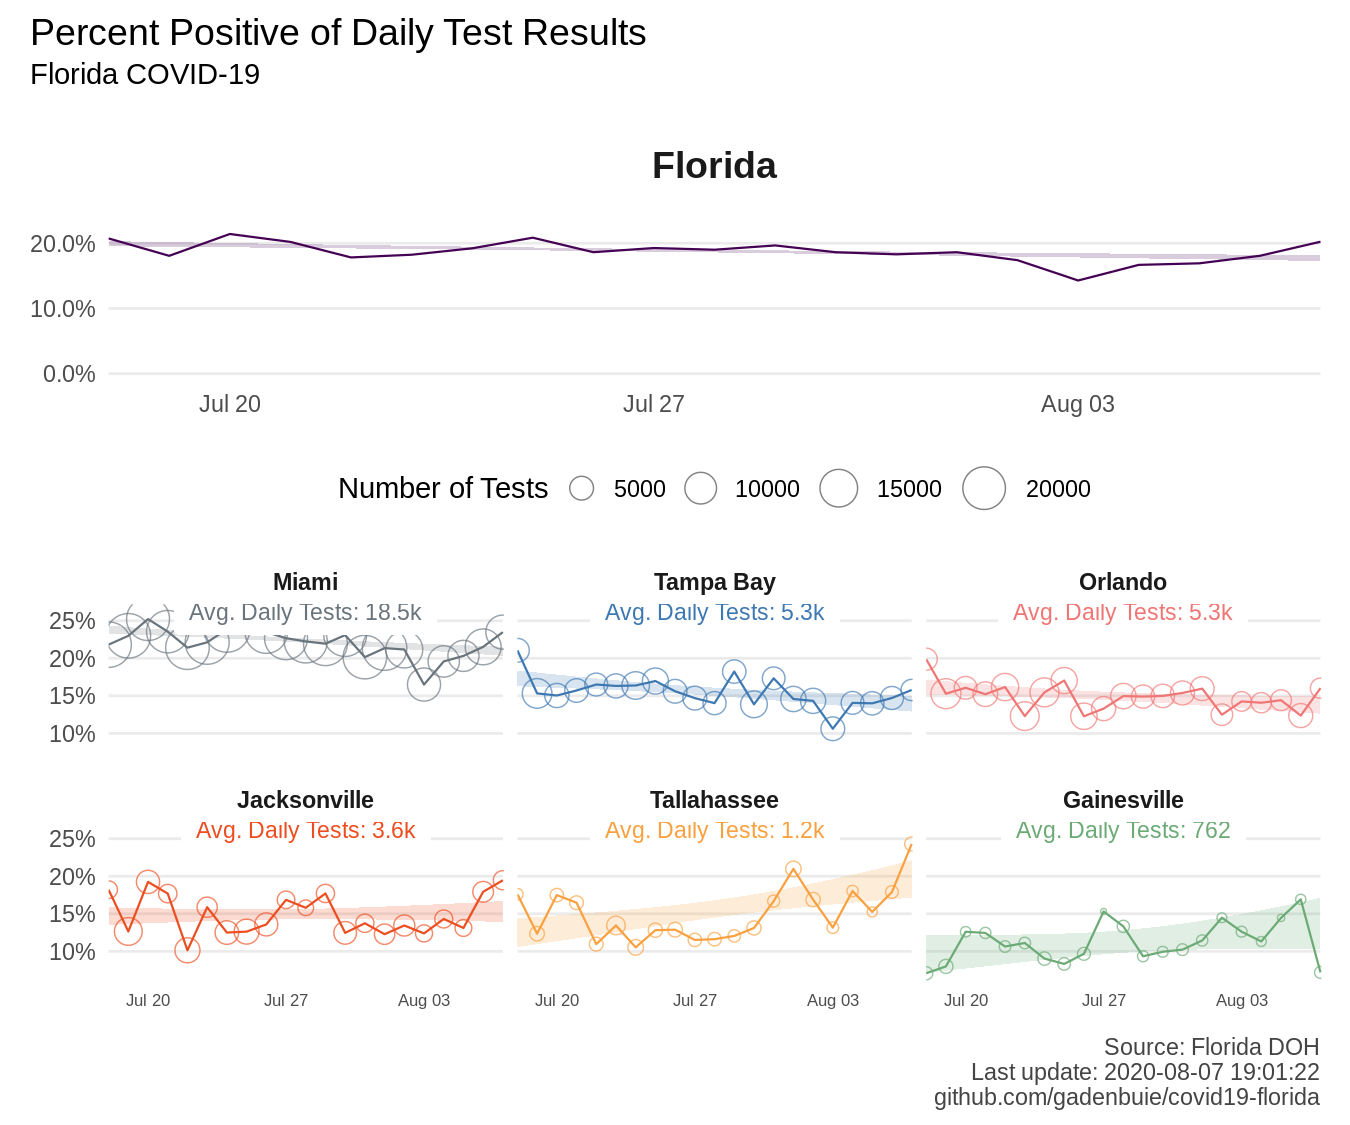 Percent Positive of Daily Test Results
Florida COVID-19
Florida
20.0%
10.0%
0.0%
Jul 20 Jul 27 Aug 03
Number of Tests 5000 10000 15000 20000
Miami Tampa Bay Orlando
Avg. Daily Tests: 18.5k Avg. Daily Tests: 5.3k Avg. Daily Tests: 5.3k
25%
20%
15%
10%
Jacksonville Tallahassee Gainesville
Avg. Daily Tests: 3.6k Avg. Daily Tests: 1.2k Avg. Daily Tests: 762
25%
20%
15%
10%
Jul 20 Jul 27 Aug 03 Jul 20 Jul 27 Aug 03 Jul 20 Jul 27 Aug 03
Source: Florida DOH
Last update: 2020-08-07 19:01:22
github.com/gadenbuie/covid19-florida